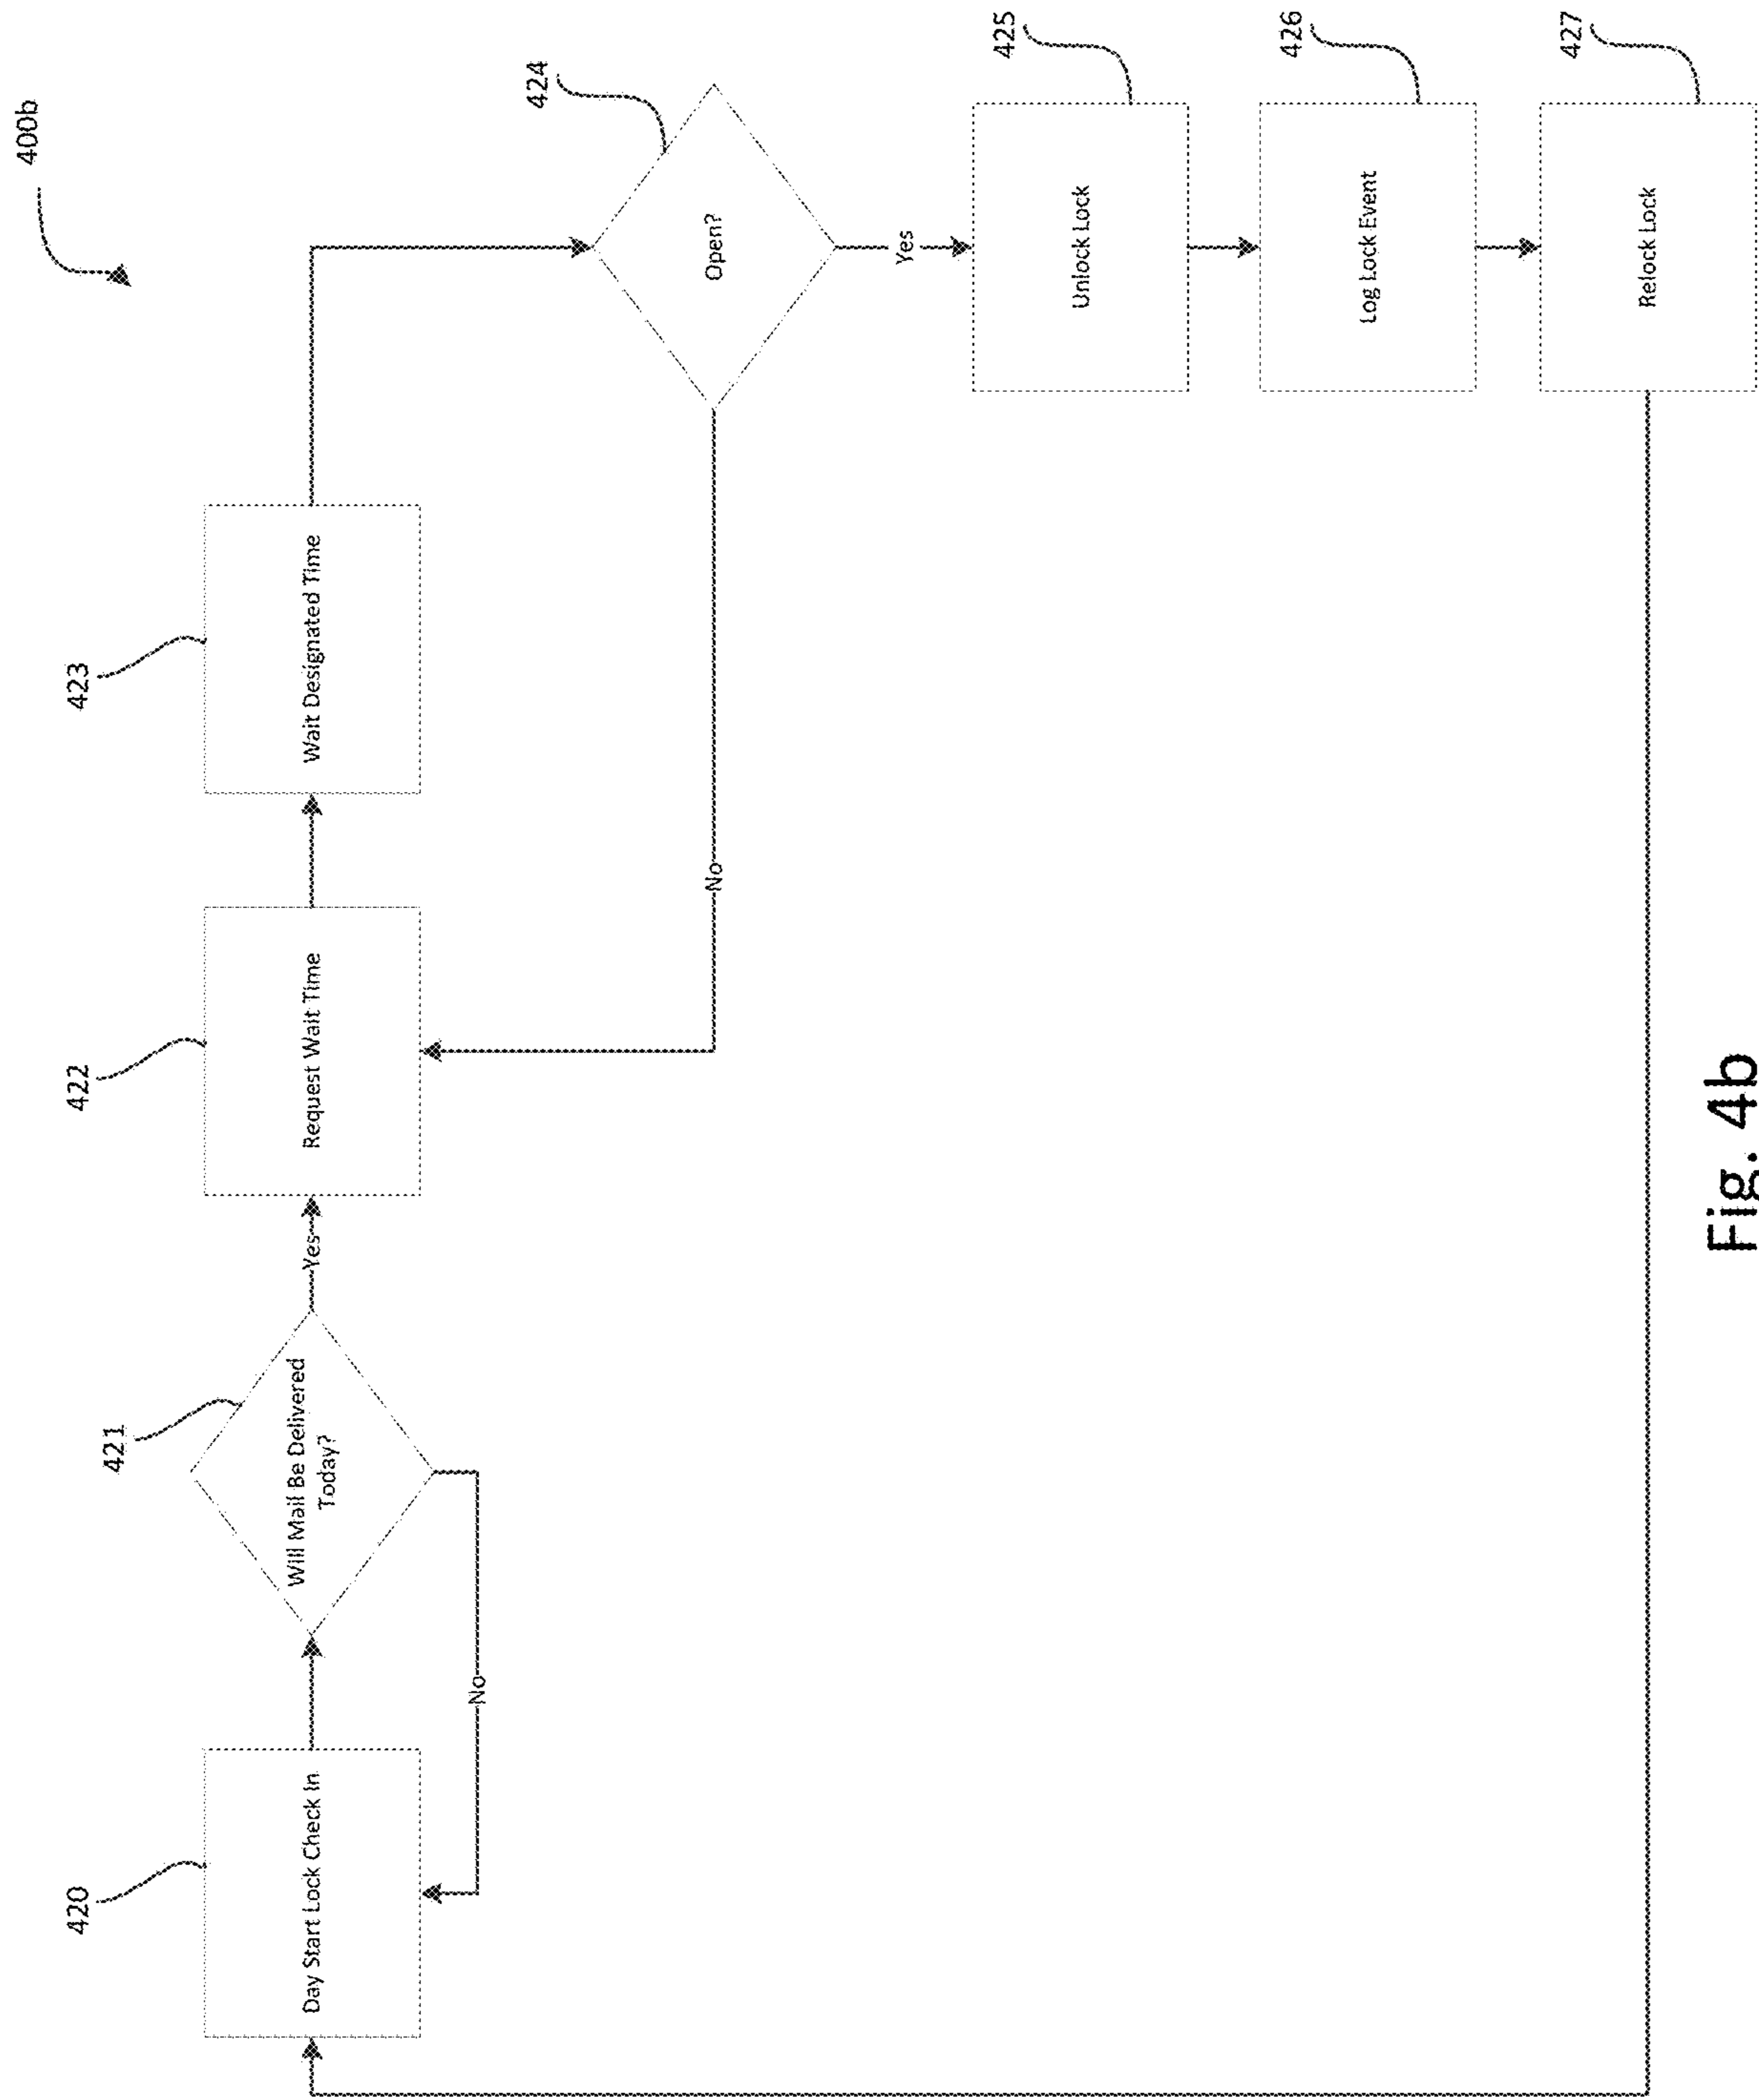 400b
420
Day Start Lock Check In
421
Will Mail Be Delivered
Today?
No
Yes
422
Request Wait Time
423
Wait Designated Time
424
Open?
No
Yes
425
Unlock Lock
426
Log Lock Event
427
Relock Lock
Fig. 4b